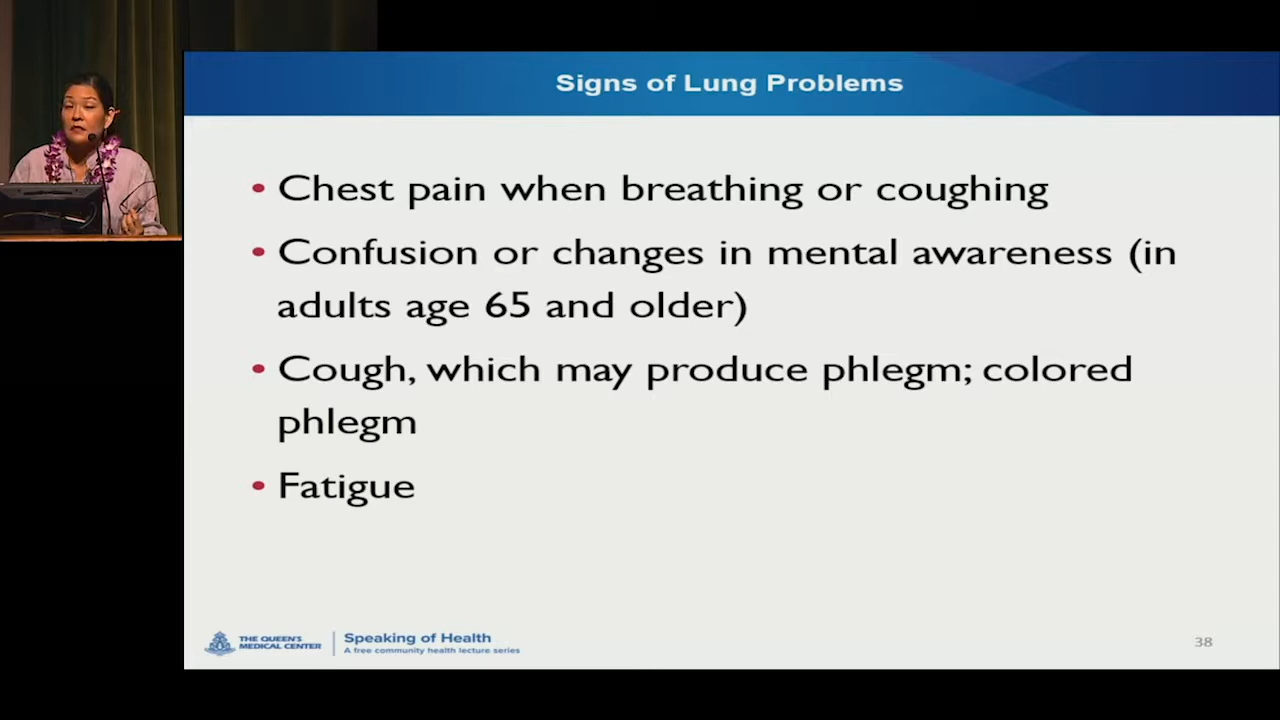 Signs of Lung Problems
• Chest pain when breathing or coughing
• Confusion or changes in mental awareness (in
adults age 65 and older)
• Cough, which may produce phlegm; colored
phlegm
• Fatigue
THE QUEEN'S
MEDICAL CENTER
Speaking of Health
A free community health lecture series
38